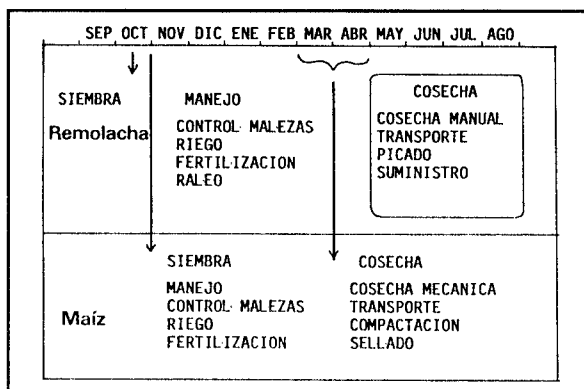 SEP OCT NOV DIC ENE FEB MAR ABR MAY JUN JUL AGO
SIEMBRA
Remolacha
MANEJO
CONTROL MALEZAS
RIEGO
FERTILIZACION
RALEO
COSECHA
COSECHA MANUAL
TRANSPORTE
PICADO
SUMINISTRO
Maíz
SIEMBRA
MANEJO
CONTROL MALEZAS
RIEGO
FERTILIZACION
COSECHA
COSECHA MECANICA
TRANSPORTE
COMPACTACION
SELLADO